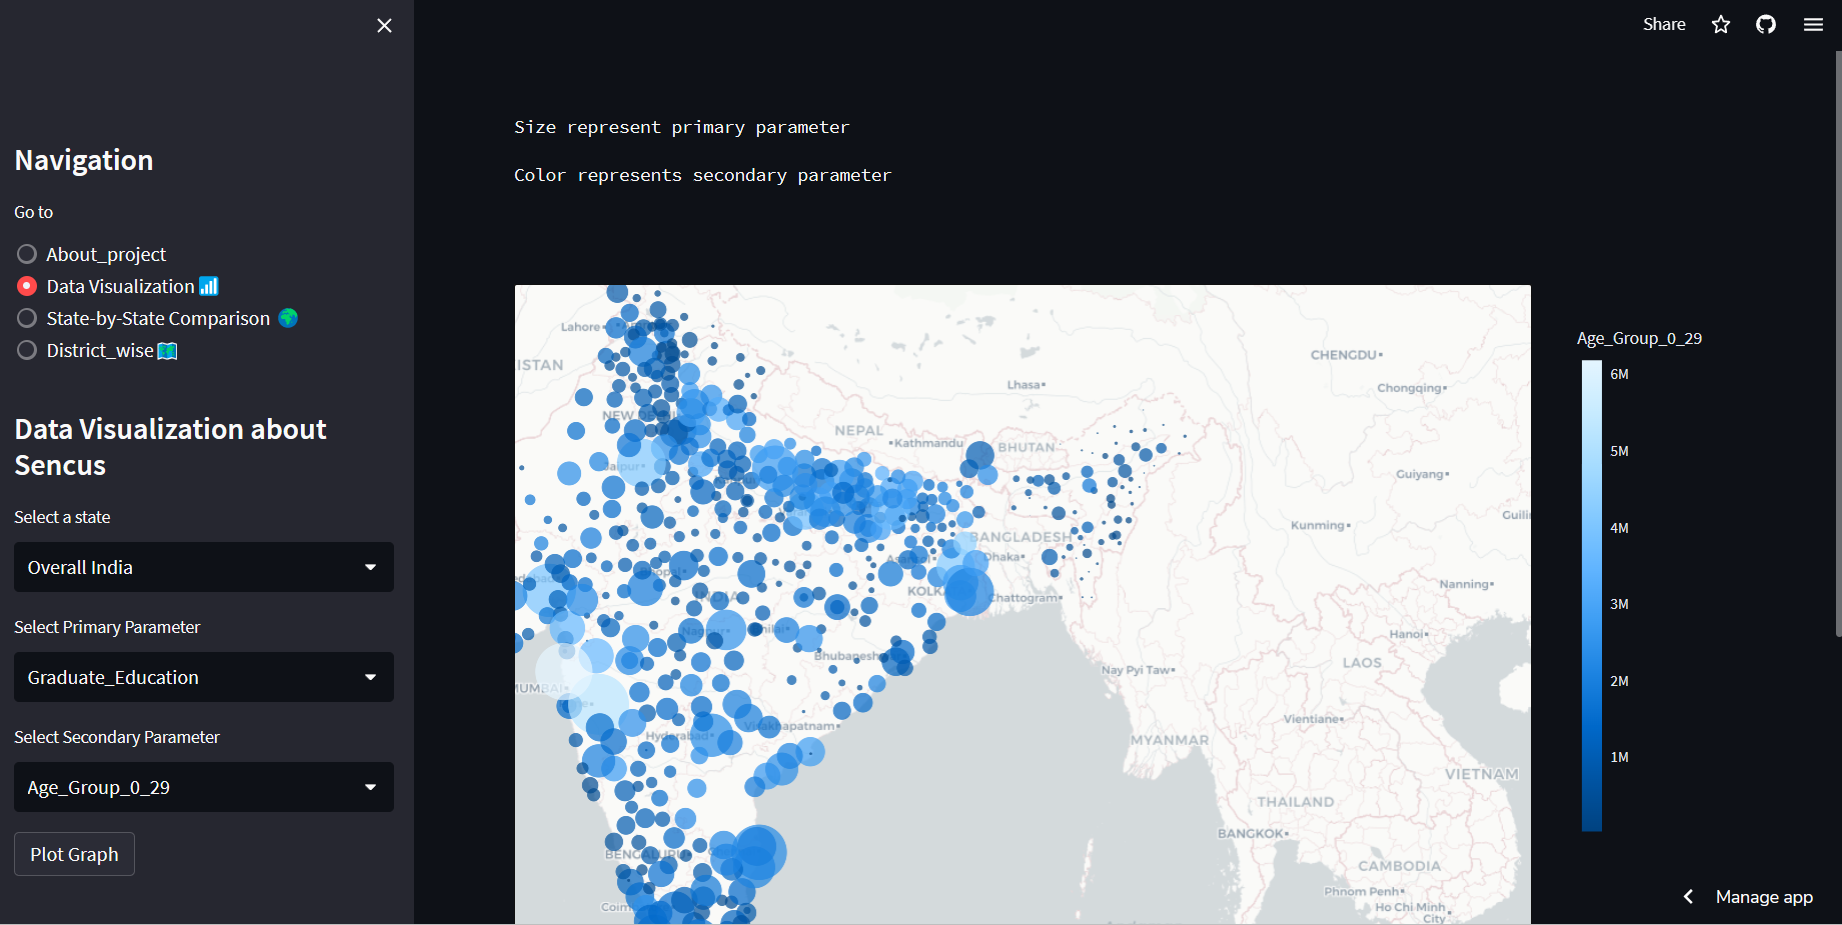 Share
Navigation
Go to
About_project
Data Visualization
State-by-State Comparison
District_wise
Data Visualization about
Sencus
Select a state
Overall India
Select Primary Parameter
Graduate_Education
Select Secondary Parameter
Age_Group_0_29
Plot Graph
Size represent primary parameter
Color represents secondary parameter
Lahore
ISTAN
CHENGDU
Chongqing
Lhasa
NEW
NEPAL
Kathmandu
BHUTAN
Jaipur
Guiyang
Guilin
Kunming
BANGLADESH
Dhaka
Nanning
KOLK
Chattogram
INDIA
Hanoi
Bhubanesh
LAOS
Nay Pyi Taw
MUMBAI
Vientiane
Visakhapatnam
Hyderabad
MYANMAR
VIETNAM
THAILAND
BANGKOK
BENGALURU
CAMBODIA
Phnom Penh
Ho Chi Minh
City
Coim
Age_Group_0_29
6M
5M
4M
3M
2M
1M
Manage app